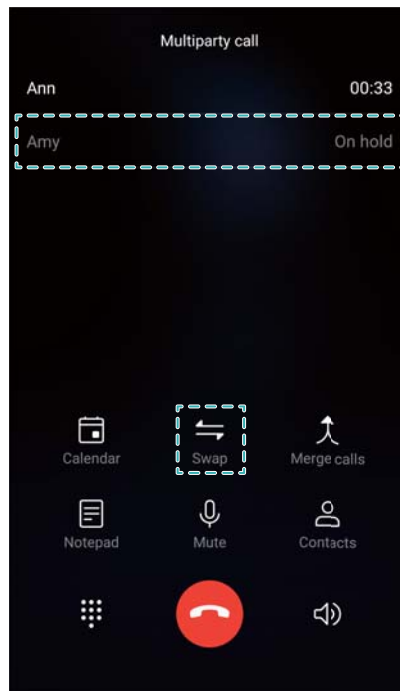 Multiparty call
Ann 00:33
Amy On hold
Calendar Swap Merge calls
Notepad Mute Contacts